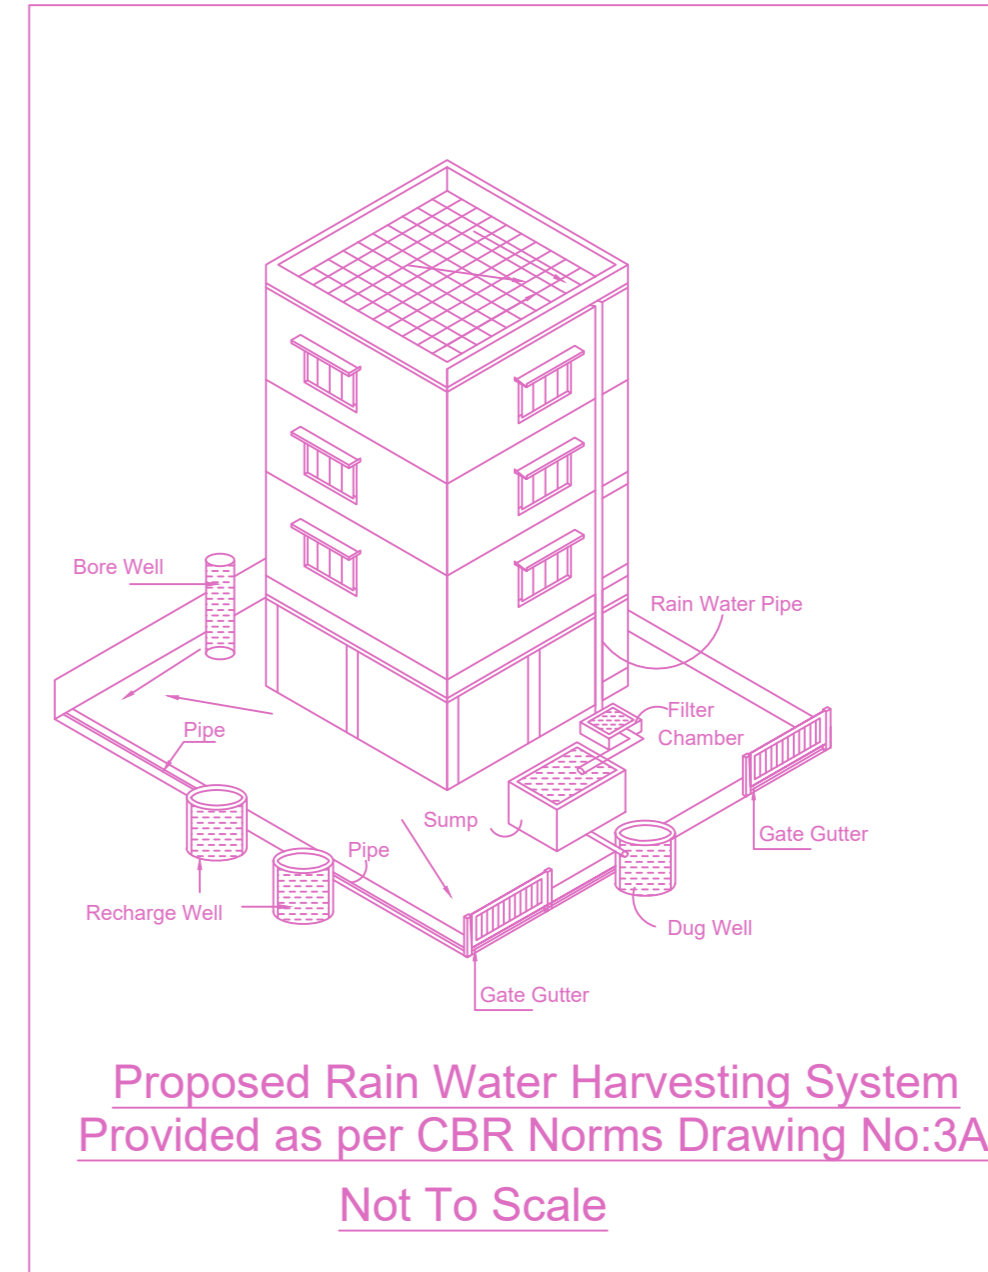 Bore Well
Rain Water Pipe
Filter
Chamber
Pipe
Sump
Gate Gutter
Pipe
Recharge Well
Dug Well
Gate Gutter
Proposed Rain Water Harvesting System
Provided as per CBR Norms Drawing No:3A
Not To Scale